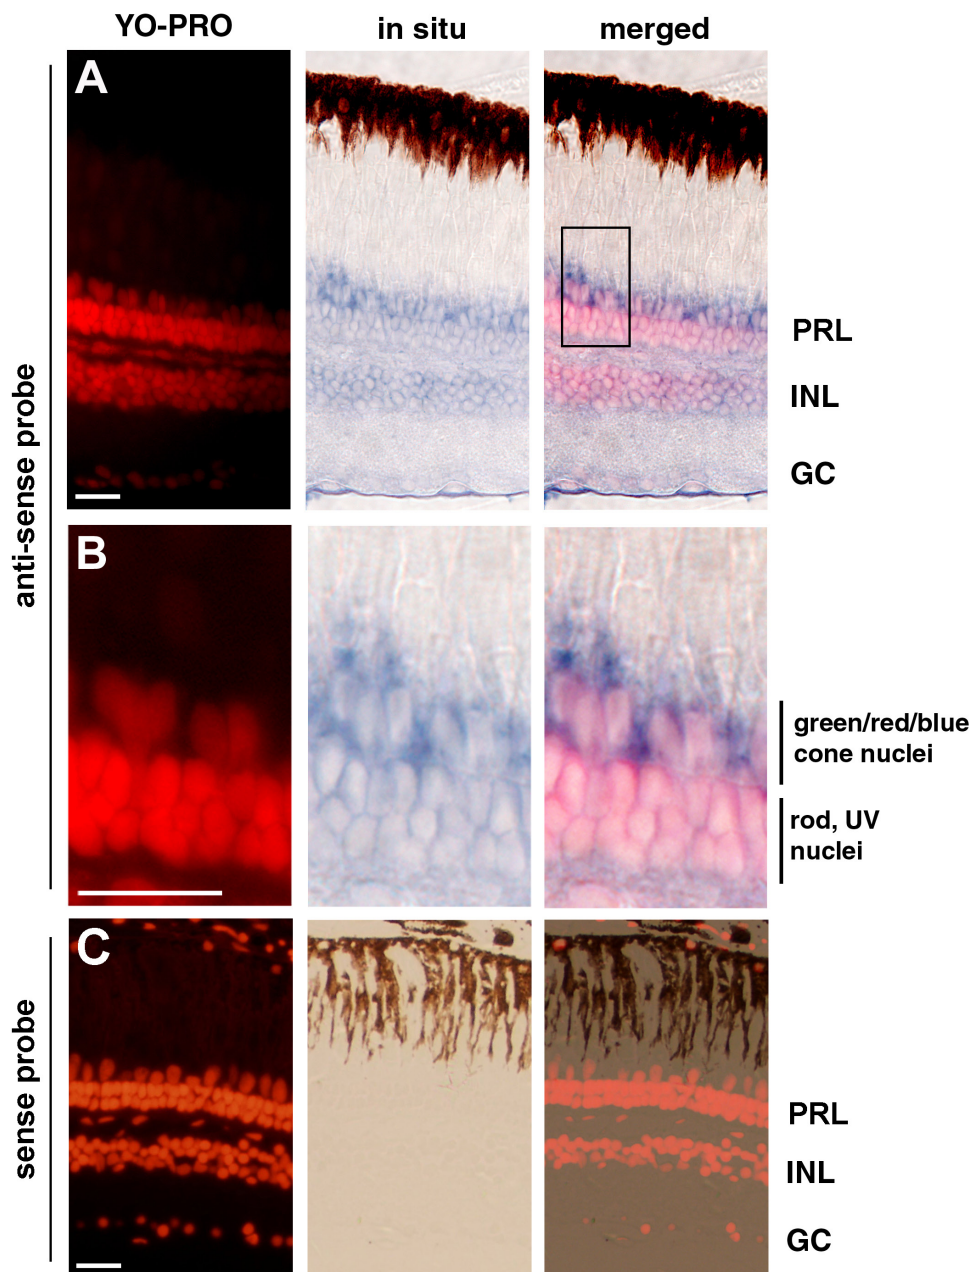 YO-PRO
in situ
merged
A
anti-sense probe
PRL
INL
GC
B
green/red/blue
cone nuclei
rod, UV
nuclei
C
sense probe
PRL
INL
GC